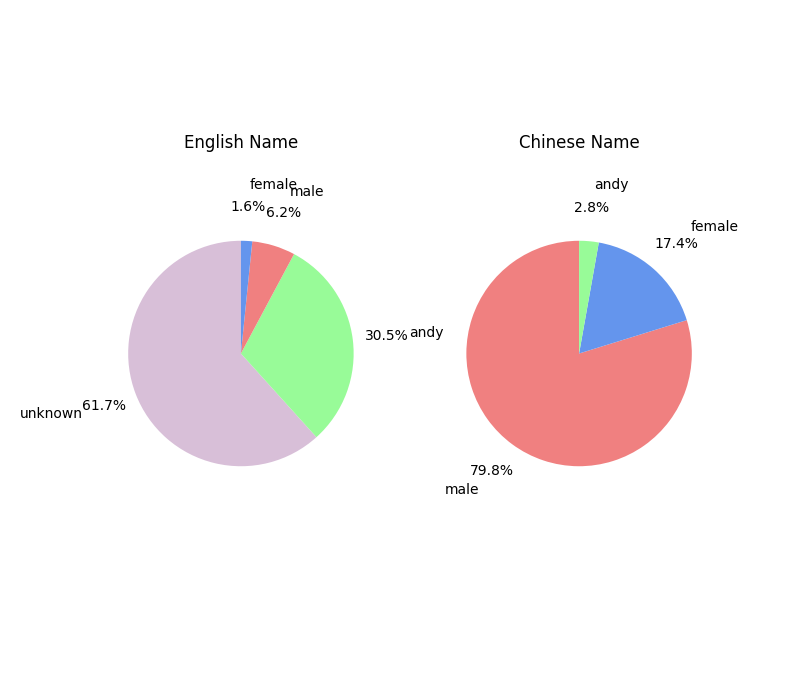 English Name
female
male
1.6%
6.2%
30.5%
andy
unknown
61.7%
Chinese Name
andy
2.8%
female
17.4%
79.8%
male